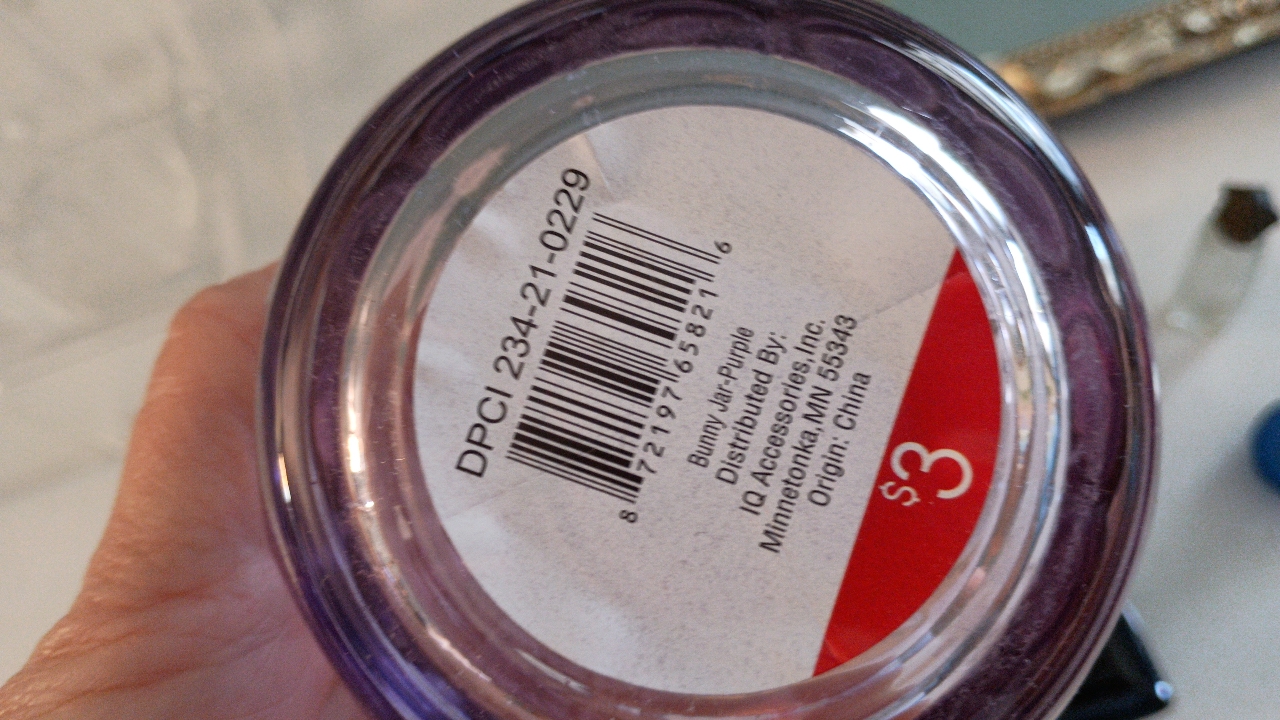 DPCI 234-21-0229
8 72197 65821 6
Bunny Jar-Purple
Distributed By:
IQ Accessories, Inc.
Minnetonka, MN 55343
Origin: China
$3